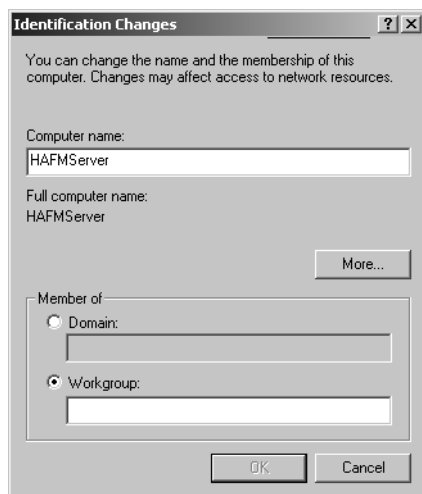 Identification Changes
You can change the name and the membership of this
computer. Changes may affect access to network resources.
Computer name:
HAFMServer
Full computer name:
HAFMServer
More...
Member of
Domain:
Workgroup:
OK
Cancel